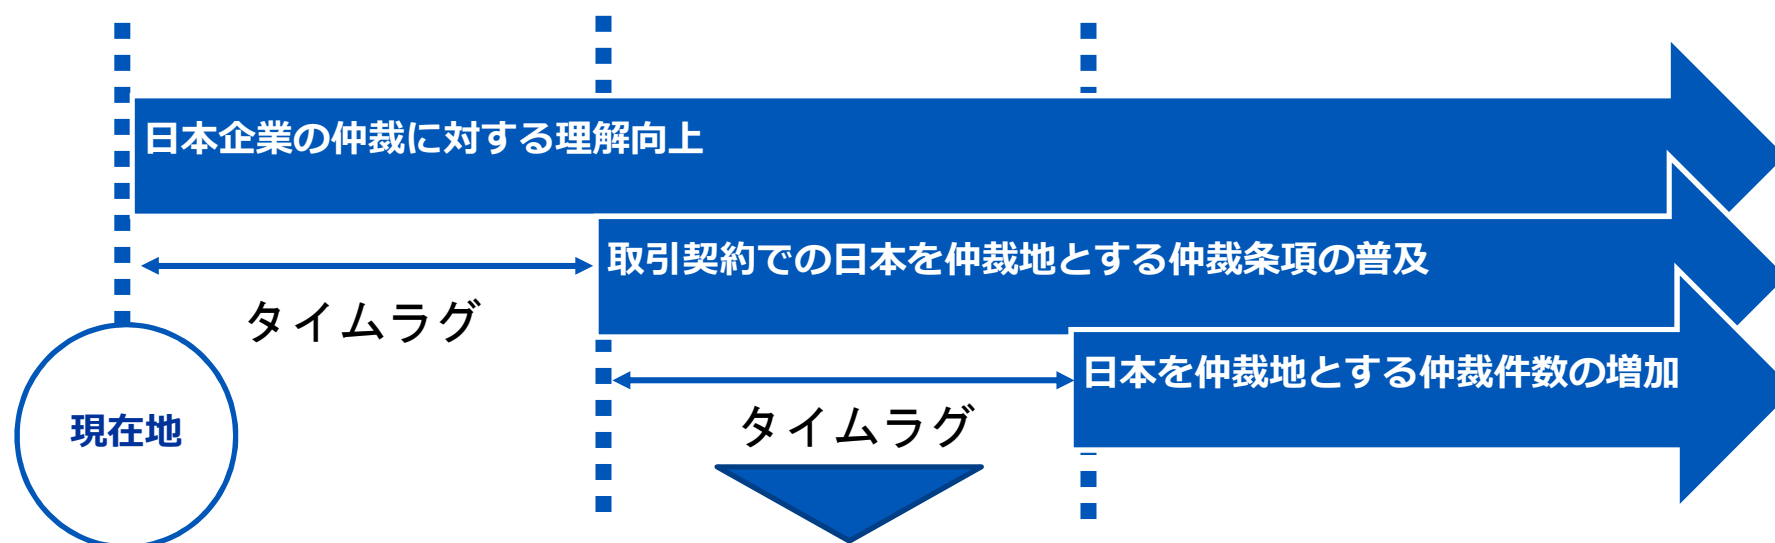 日本企業の仲裁に対する理解向上
取引契約での日本を仲裁地とする仲裁条項の普及
タイムラグ
日本を仲裁地とする仲裁件数の増加
タイムラグ
現在地